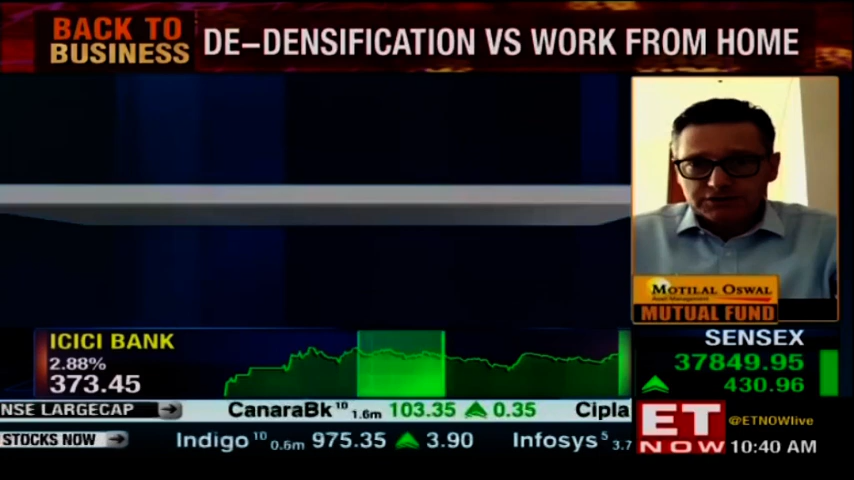 BACK TO
BUSINESS
DE-DENSIFICATION VS WORK FROM HOME
MOTILAL OSWAL
Asset Management
MUTUAL FUND
ICICI BANK
2.88%
373.45
SENSEX
37849.95
430.96
NSE LARGECAP
CanaraBk 10 1.6m 103.35 0.35 Cipla
STOCKS NOW
Indigo 10 0.6m 975.35 3.90 Infosys 5 3.7
ET
NOW
@ETNOWlive
10:40 AM